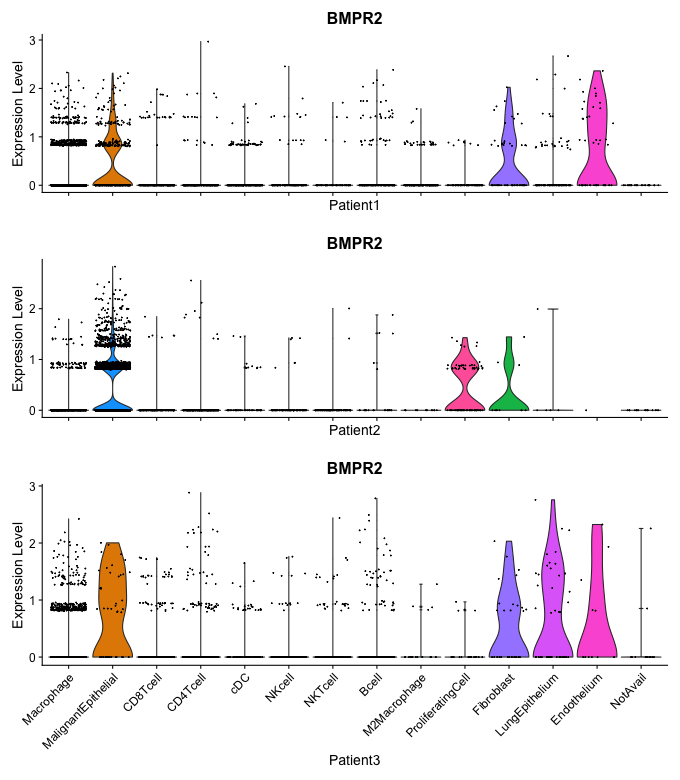 BMPR2
Expression Level
3
2
1
0
Patient1
BMPR2
Expression Level
2
1
0
Patient2
BMPR2
Expression Level
3
2
1
0
Macrophage
MalignantEpithelial
CD8Tcell
CD4Tcell
cDC
NKcell
NKTcell
Bcell
M2Macrophage
ProliferatingCell
Fibroblast
LungEpithelium
Endothelium
NotAvail
Patient3